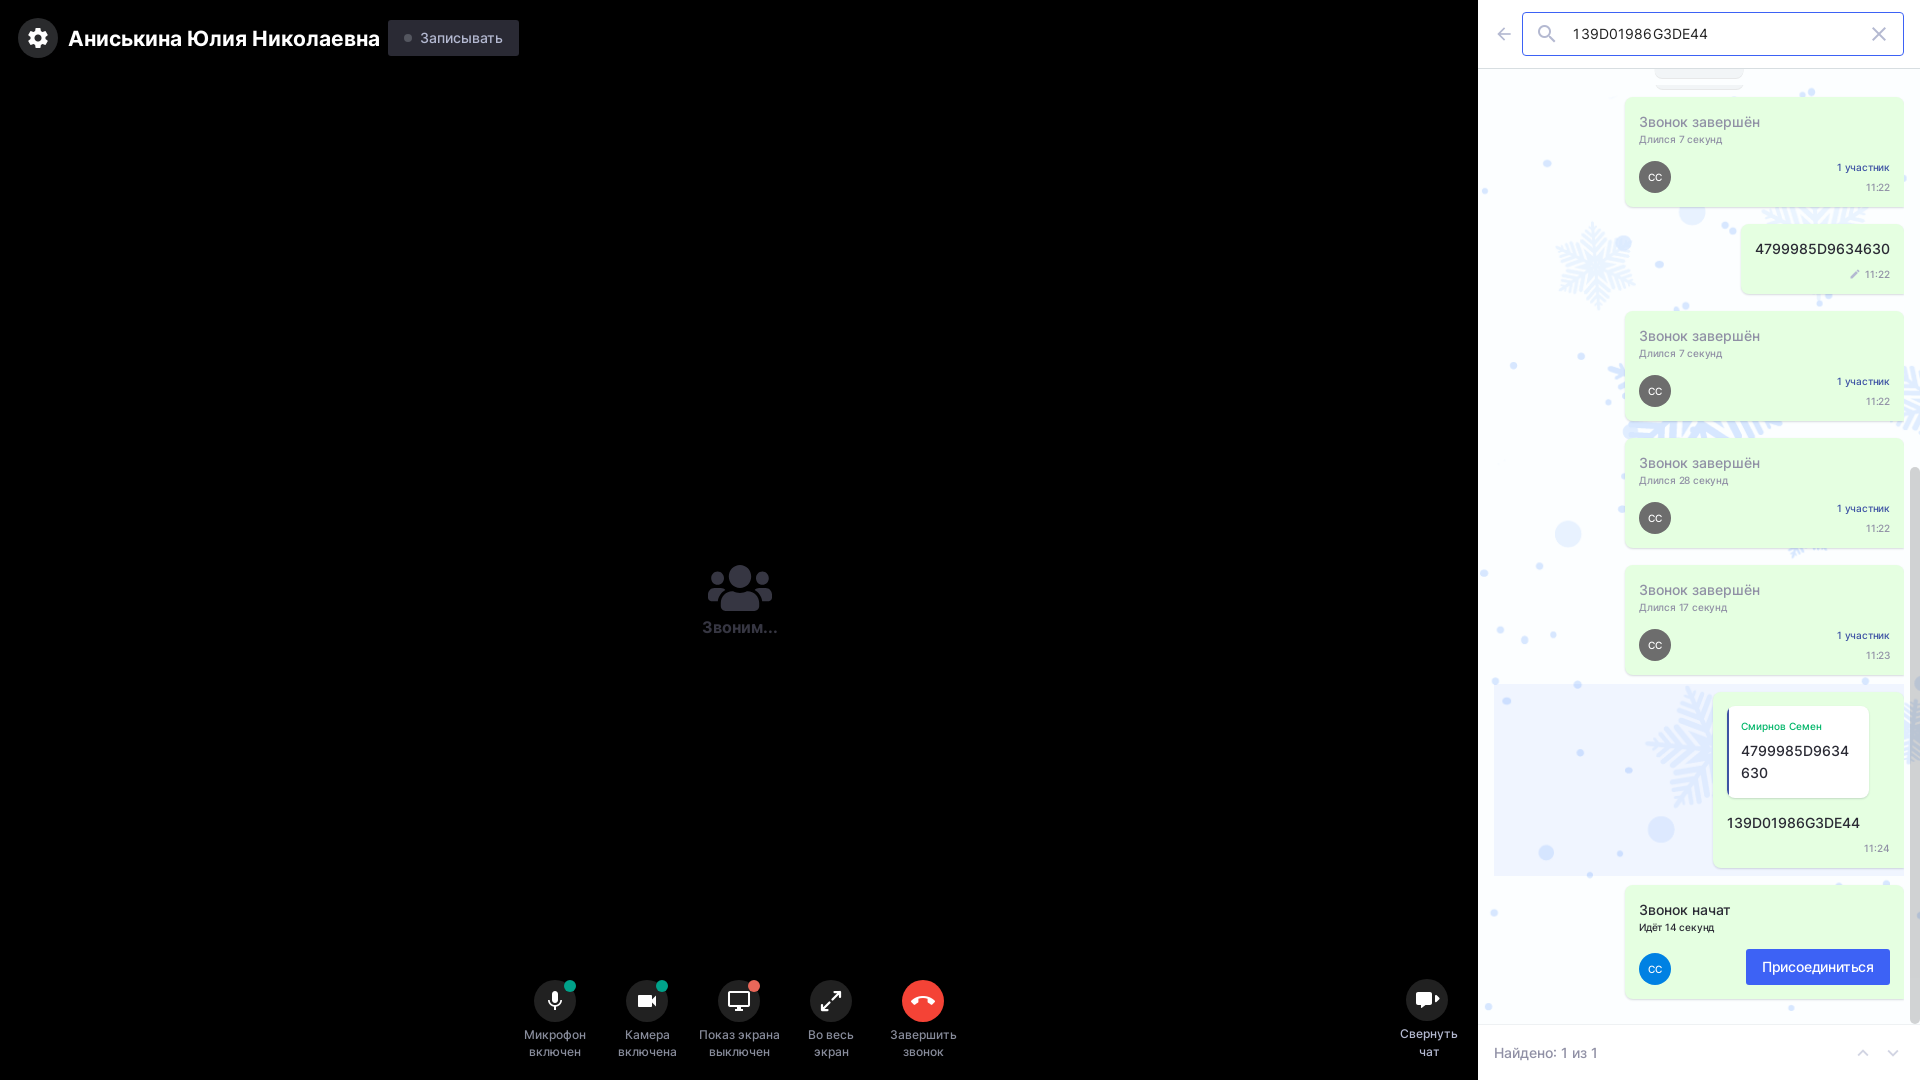 Аниськина Юлия Николаевна
Записывать
Звоним...
Микрофон
включен
Камера
включена
Показ экрана
выключен
Во весь
экран
Завершить
звонок
Свернуть
чат
139D01986G3DE44
Звонок завершён
Длился 7 секунд
СС
1 участник
11:22
4799985D9634630
11:22
Звонок завершён
Длился 7 секунд
СС
1 участник
11:22
Звонок завершён
Длился 28 секунд
СС
1 участник
11:22
Звонок завершён
Длился 17 секунд
СС
1 участник
11:23
Смирнов Семен
4799985D9634
630
139D01986G3DE44
11:24
Звонок начат
Идёт 14 секунд
СС
Присоединиться
Найдено: 1 из 1